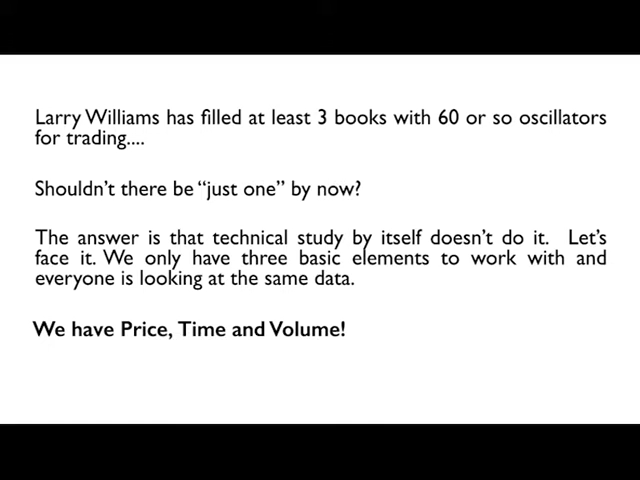 Larry Williams has filled at least 3 books with 60 or so oscillators
for trading....
Shouldn't there be “just one” by now?
The answer is that technical study by itself doesn't do it. Let's
face it. We only have three basic elements to work with and
everyone is looking at the same data.
We have Price, Time and Volume!